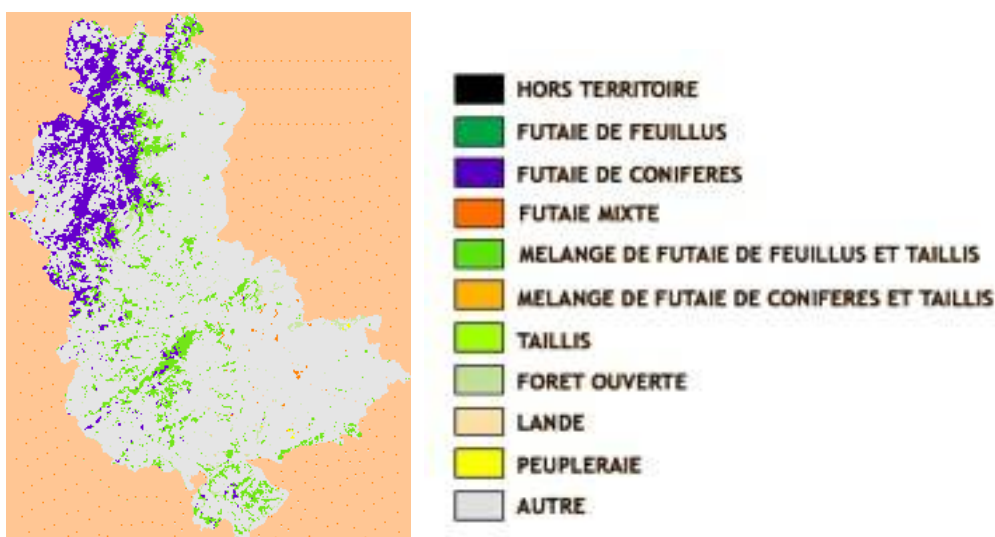 HORS TERRITOIRE
FUTAIE DE FEUILLUS
FUTAIE DE CONIFERES
FUTAIE MIXTE
MELANGE DE FUTAIE DE FEUILLUS ET TAILLIS
MELANGE DE FUTAIE DE CONIFERES ET TAILLIS
TAILLIS
FORET OUVERTE
LANDE
PEUPLERAIE
AUTRE